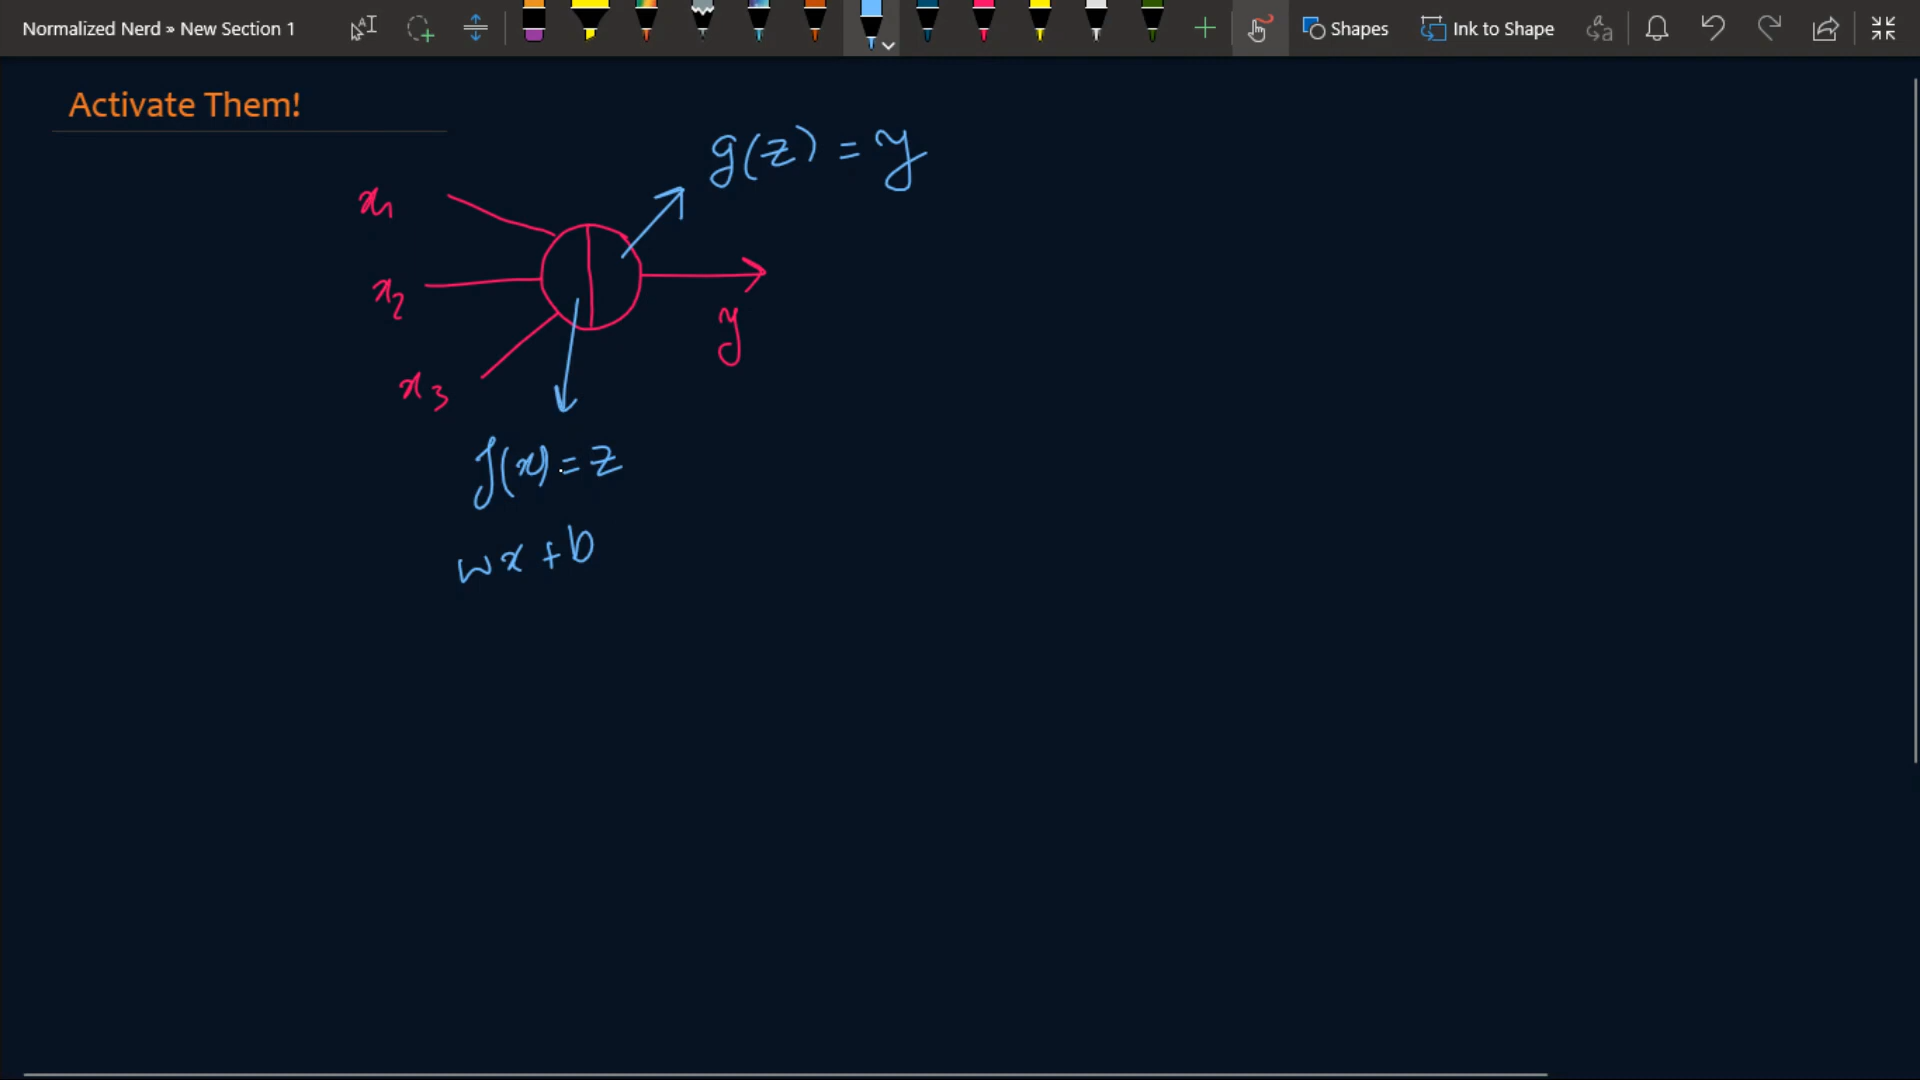 Normalized Nerd » New Section 1
Shapes
Ink to Shape
Activate Them!
g(z) = y
x1
x2
y
x3
f(x) = z
wx + b